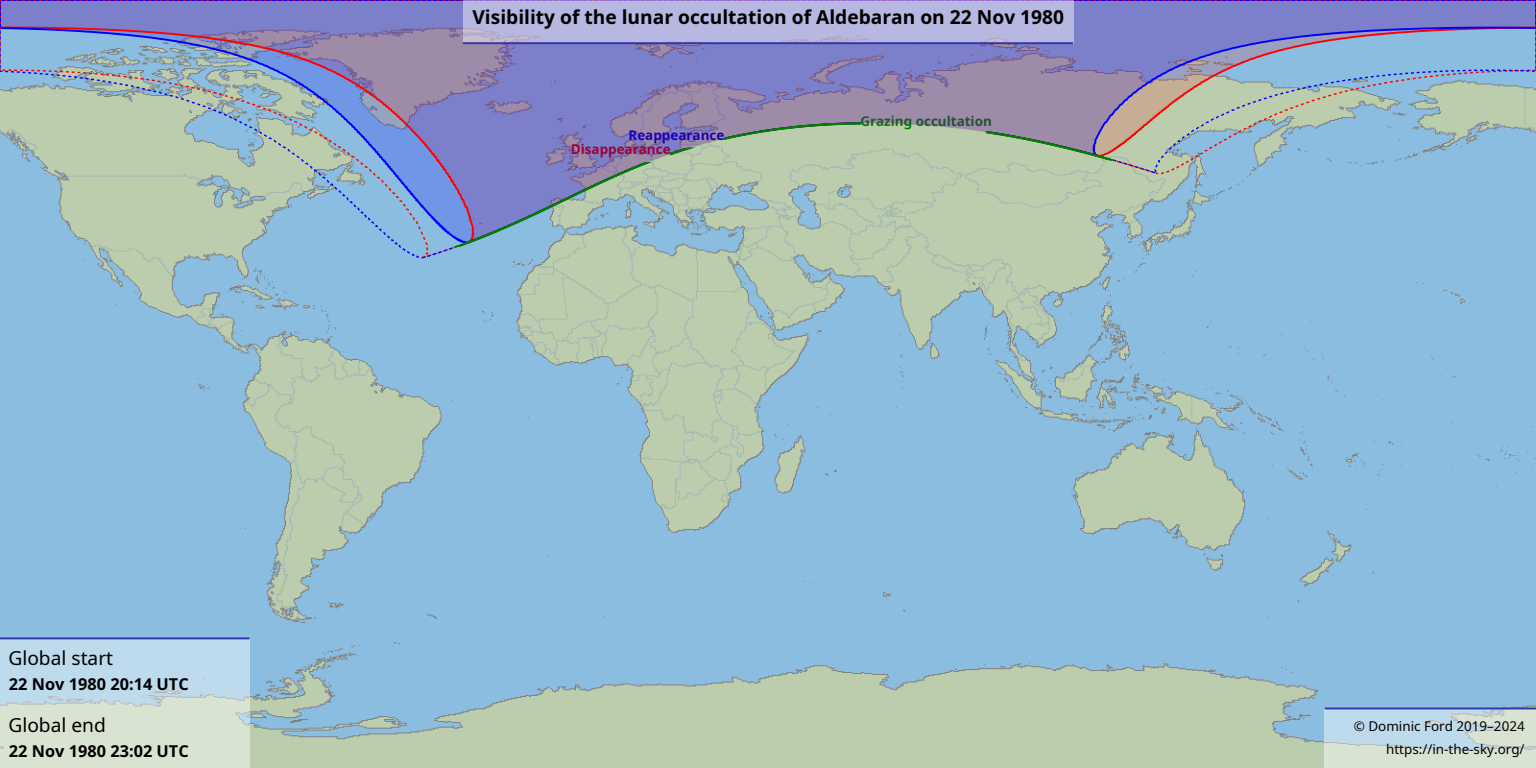 Visibility of the lunar occultation of Aldebaran on 22 Nov 1980
Grazing occultation
Reappearance
Disappearance
Global start
22 Nov 1980 20:14 UTC
Global end
22 Nov 1980 23:02 UTC
© Dominic Ford 2019–2024
https://in-the-sky.org/